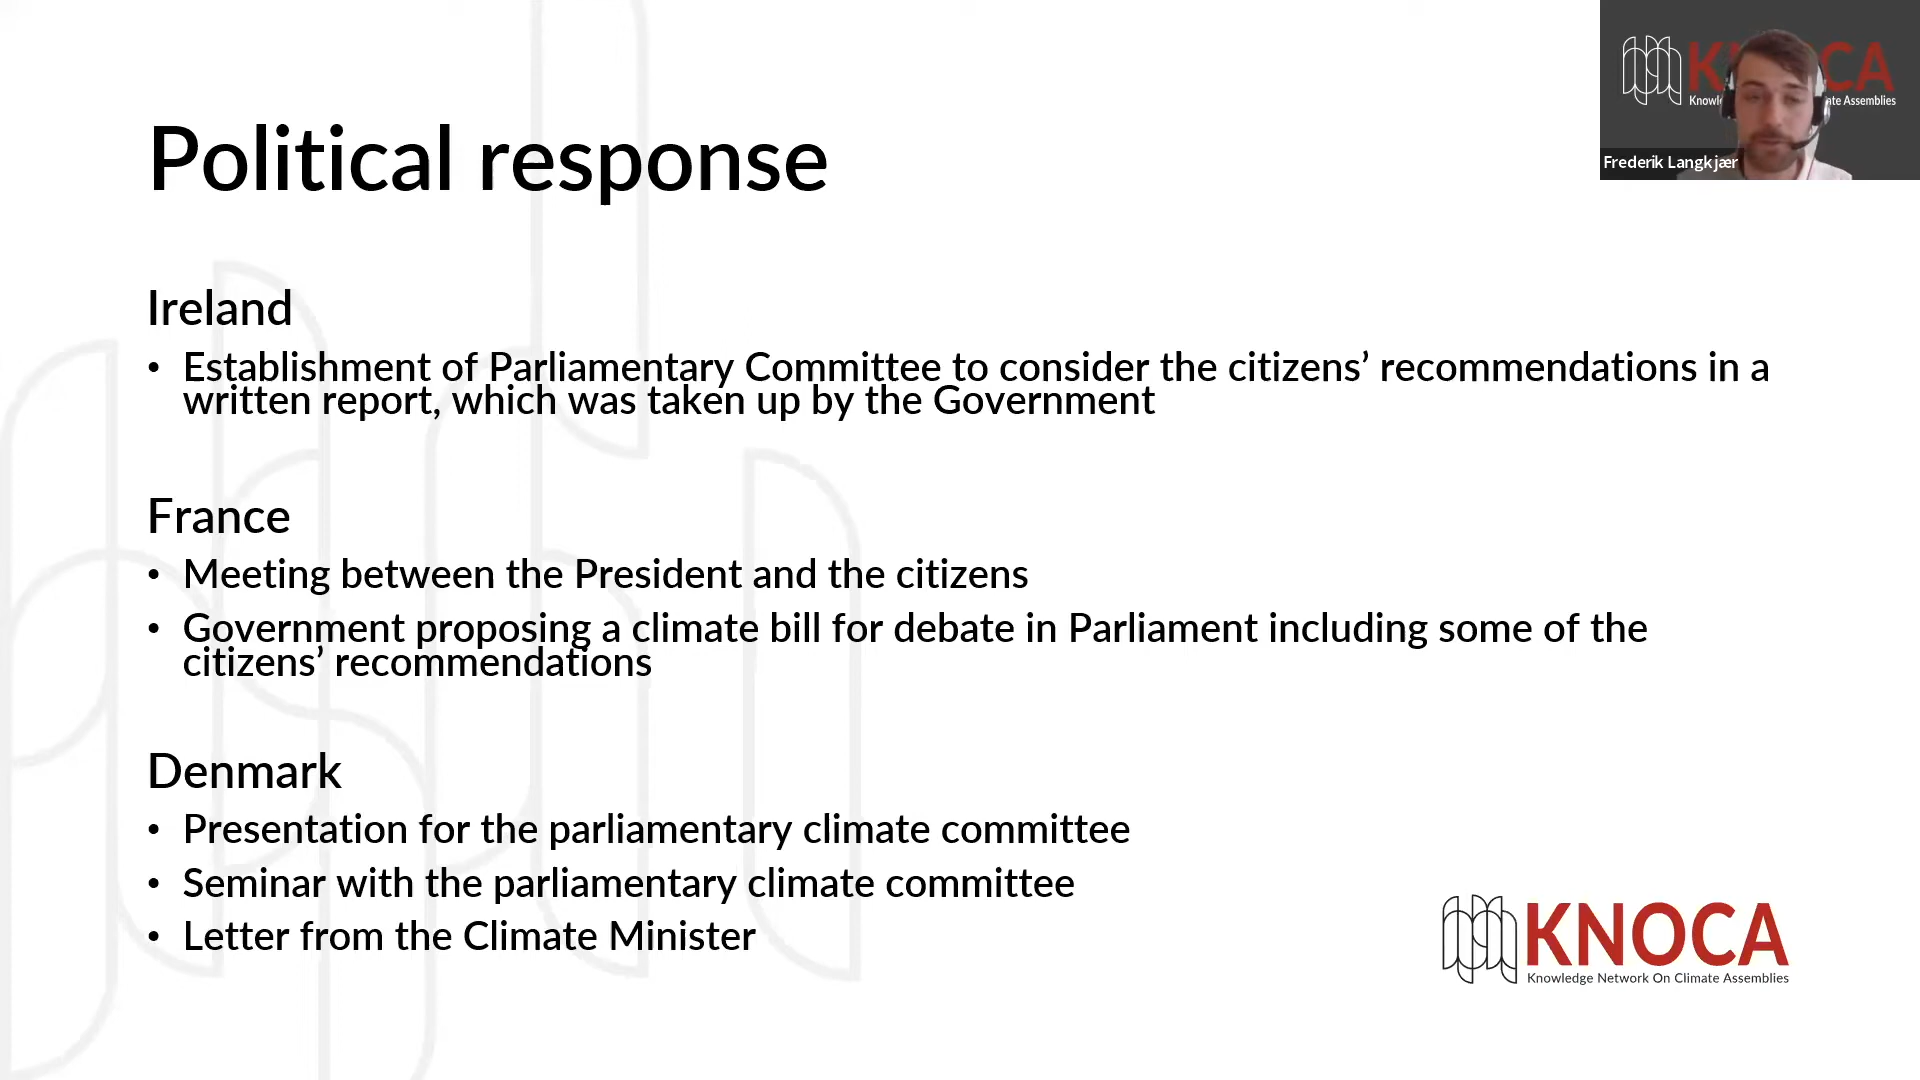 Political response
Ireland
• Establishment of Parliamentary Committee to consider the citizens’ recommendations in a
written report, which was taken up by the Government
France
• Meeting between the President and the citizens
• Government proposing a climate bill for debate in Parliament including some of the
citizens’ recommendations
Denmark
• Presentation for the parliamentary climate committee
• Seminar with the parliamentary climate committee
• Letter from the Climate Minister
KNOCA
Knowledge Network On Climate Assemblies
Frederik Langkjær